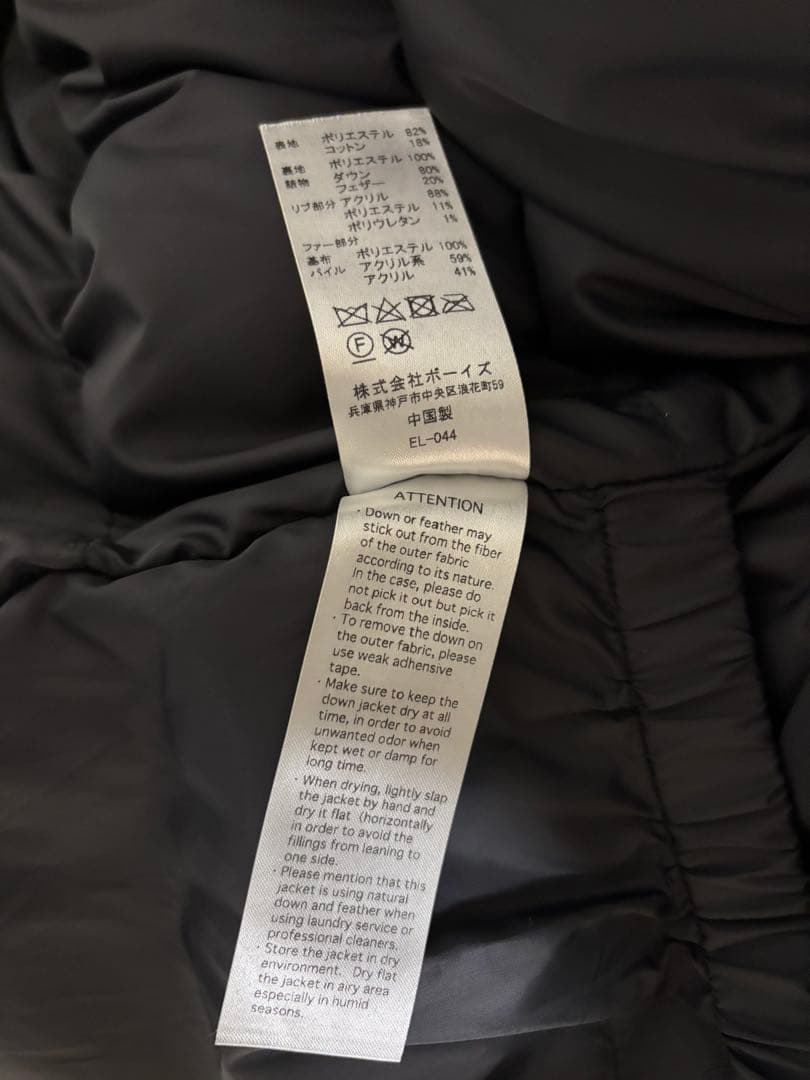 表地 ポリエステル 82%
コットン 18%
裏地 ポリエステル 100%
詰物 ダウン 80%
フェザー 20%
リブ部分 アクリル 88%
ポリエステル 11%
ポリウレタン 1%
ファー部分
基布 ポリエステル 100%
パイル アクリル系 59%
アクリル 41%
F W
株式会社ボーイズ
兵庫県神戸市中央区浪花町59
中国製
EL-044
ATTENTION
・Down or feather may
stick out from the fiber
of the outer fabric
according to its nature.
In the case, please do
not pick it out but pick it
back from the inside.
・To remove the down on
the outer fabric, please
use weak adhensive
tape.
・Make sure to keep the
down jacket dry at all
time, in order to avoid
unwanted odor when
kept wet or damp for
long time.
・When drying, lightly slap
the jacket by hand and
dry it flat (horizontally
in order to avoid the
fillings from leaning to
one side.
・Please mention that this
jacket is using natural
down and feather when
using laundry service or
professional cleaners.
・Store the jacket in dry
environment. Dry flat
the jacket in airy area
especially in humid
seasons.